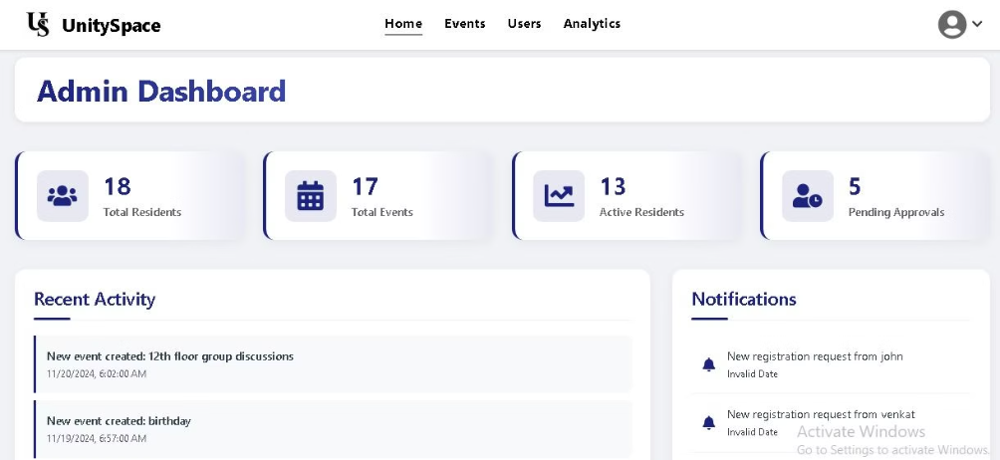 US UnitySpace Home Events Users Analytics
Admin Dashboard
18
Total Residents
17
Total Events
13
Active Residents
5
Pending Approvals
Recent Activity
New event created: 12th floor group discussions
11/20/2024, 6:02:00 AM
New event created: birthday
11/19/2024, 6:57:00 AM
Notifications
New registration request from john
Invalid Date
New registration request from venkat
Invalid Date
Activate Windows
Go to Settings to activate Windows.